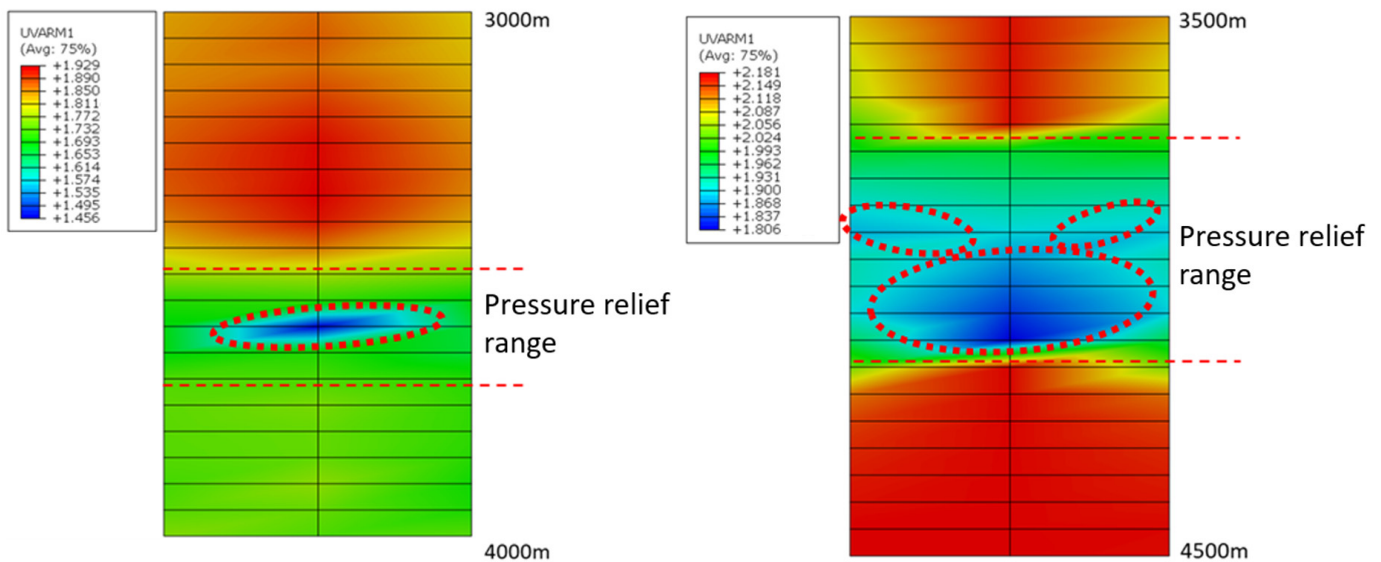 UVARM1
(Avg: 75%)
+1.929
+1.890
+1.850
+1.811
+1.772
+1.732
+1.693
+1.653
+1.614
+1.574
+1.535
+1.495
+1.456
3000m
Pressure relief
range
4000m
UVARM1
(Avg: 75%)
+2.181
+2.149
+2.118
+2.087
+2.056
+2.024
+1.993
+1.962
+1.931
+1.900
+1.868
+1.837
+1.806
3500m
Pressure relief
range
4500m